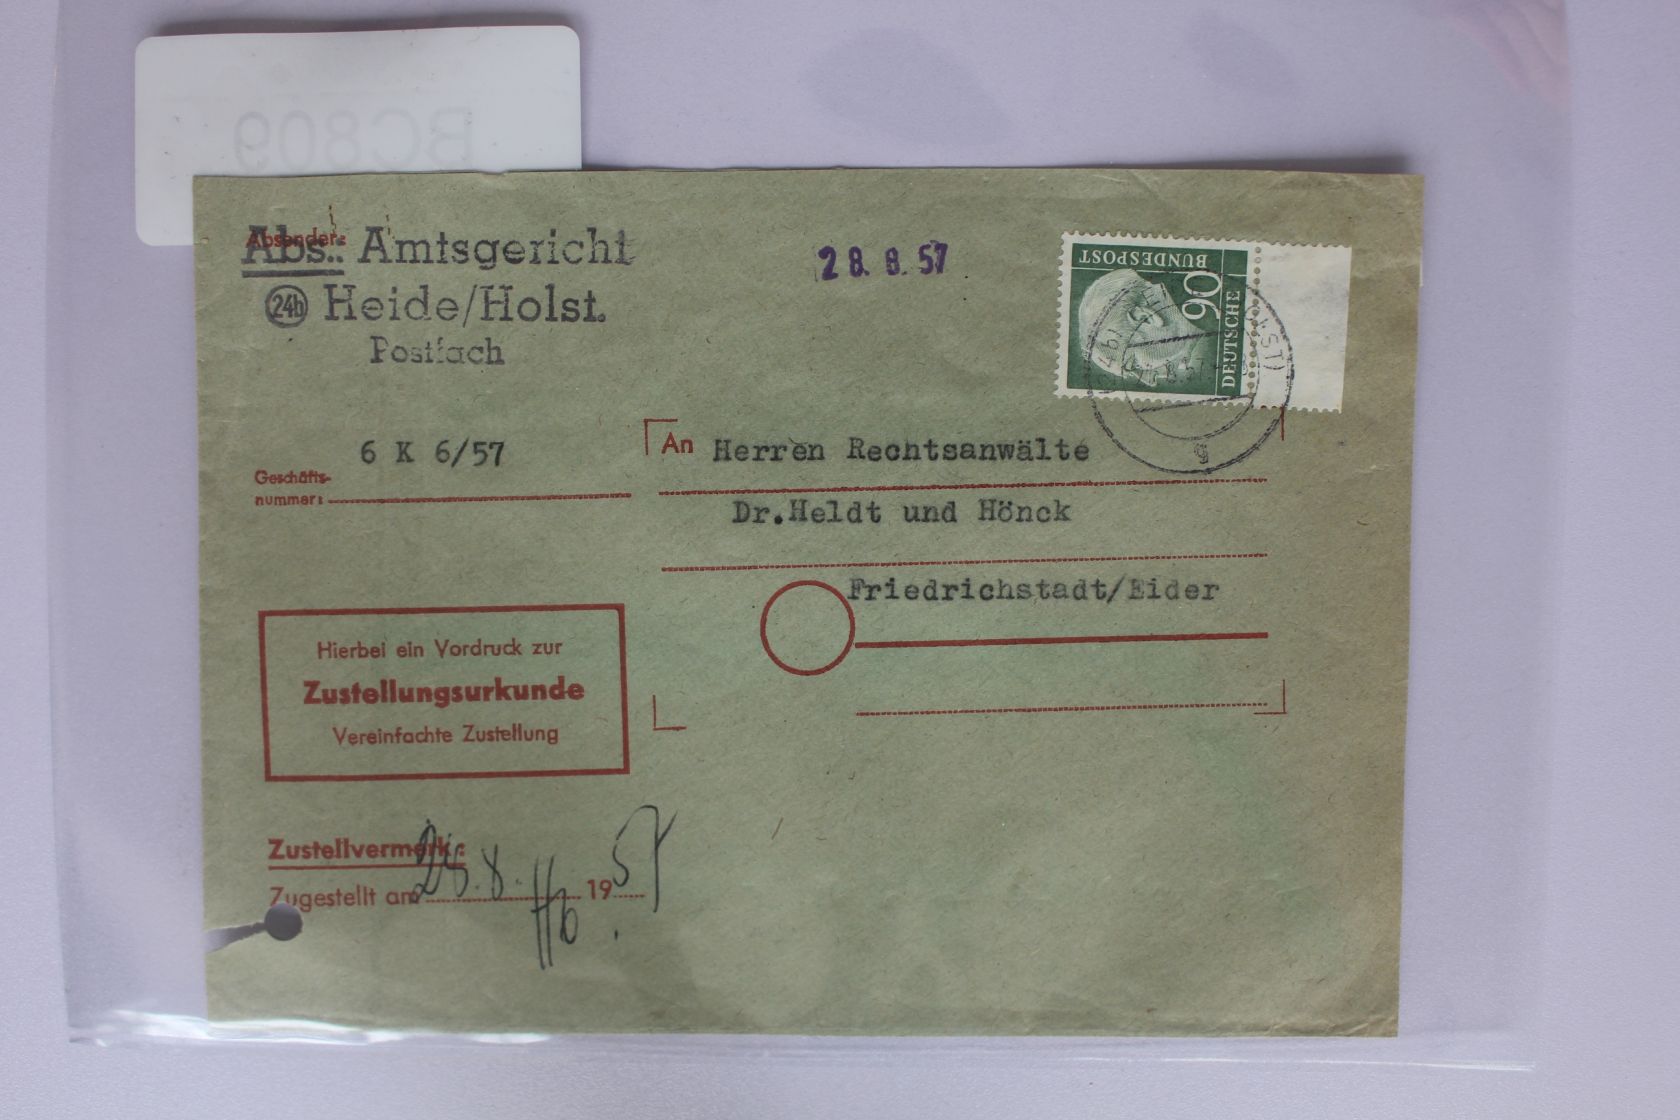 BC809
Absender:
Abs.: Amtsgericht
24b Heide/Holst.
Postfach
28. 8. 57
DEUTSCHE
BUNDESPOST
90
6 K 6/57
Geschäfts-
nummer:
An Herren Rechtsanwälte
Dr.Heldt und Hönck
Friedrichstadt/Eider
Hierbei ein Vordruck zur
Zustellungsurkunde
Vereinfachte Zustellung
Zustellvermerk:
Zugestellt am 28.8. 1957